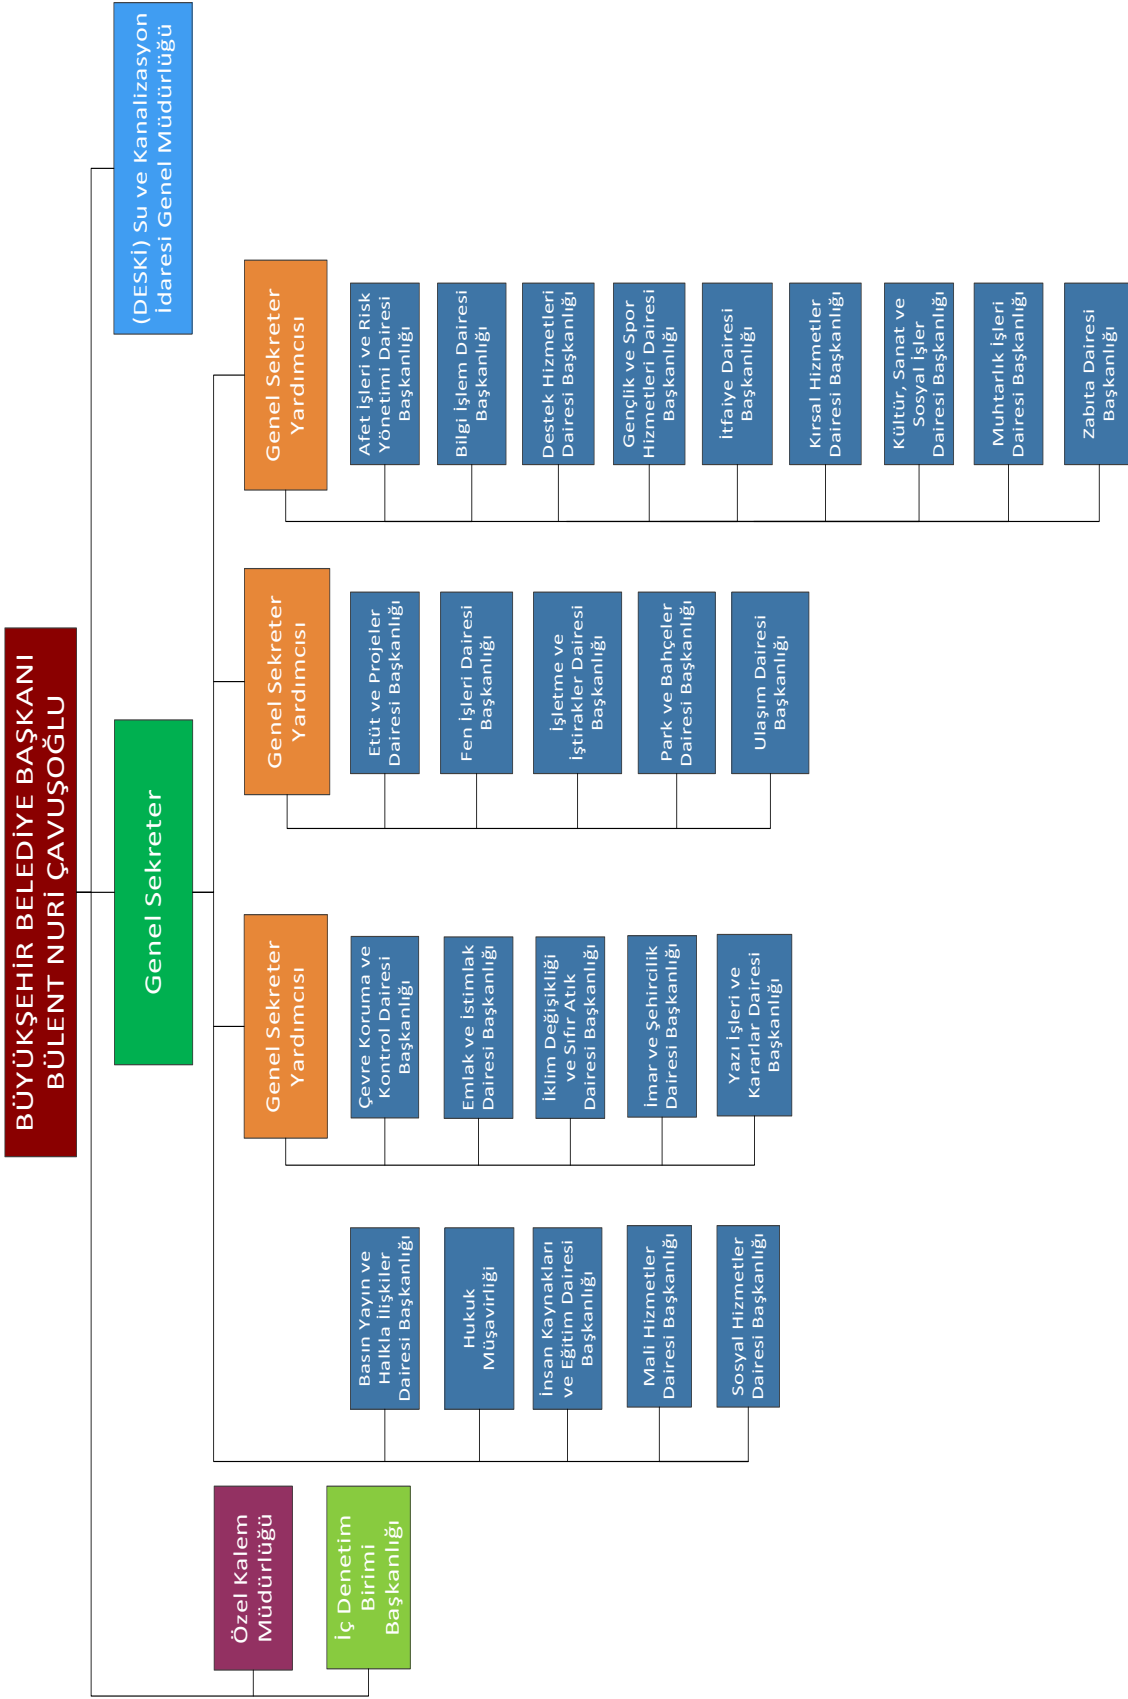 BÜYÜKŞEHİR BELEDİYE BAŞKANI
BÜLENT NURİ ÇAVUŞOĞLU
Genel Sekreter
(DESKİ) Su ve Kanalizasyon
İdaresi Genel Müdürlüğü
Özel Kalem
Müdürlüğü
İç Denetim
Birimi
Başkanlığı
Basın Yayın ve
Halkla İlişkiler
Dairesi Başkanlığı
Hukuk
Müşavirliği
İnsan Kaynakları
ve Eğitim Dairesi
Başkanlığı
Mali Hizmetler
Dairesi Başkanlığı
Sosyal Hizmetler
Dairesi Başkanlığı
Genel Sekreter
Yardımcısı
Çevre Koruma ve
Kontrol Dairesi
Başkanlığı
Emlak ve İstimlak
Dairesi Başkanlığı
İklim Değişikliği
ve Sıfır Atık
Dairesi Başkanlığı
İmar ve Şehircilik
Dairesi Başkanlığı
Yazı İşleri ve
Kararlar Dairesi
Başkanlığı
Genel Sekreter
Yardımcısı
Etüt ve Projeler
Dairesi Başkanlığı
Fen İşleri Dairesi
Başkanlığı
İşletme ve
İştirakler Dairesi
Başkanlığı
Park ve Bahçeler
Dairesi Başkanlığı
Ulaşım Dairesi
Başkanlığı
Genel Sekreter
Yardımcısı
Afet İşleri ve Risk
Yönetimi Dairesi
Başkanlığı
Bilgi İşlem Dairesi
Başkanlığı
Destek Hizmetleri
Dairesi Başkanlığı
Gençlik ve Spor
Hizmetleri Dairesi
Başkanlığı
İtfaiye Dairesi
Başkanlığı
Kırsal Hizmetler
Dairesi Başkanlığı
Kültür, Sanat ve
Sosyal İşler
Dairesi Başkanlığı
Muhtarlık İşleri
Dairesi Başkanlığı
Zabıta Dairesi
Başkanlığı